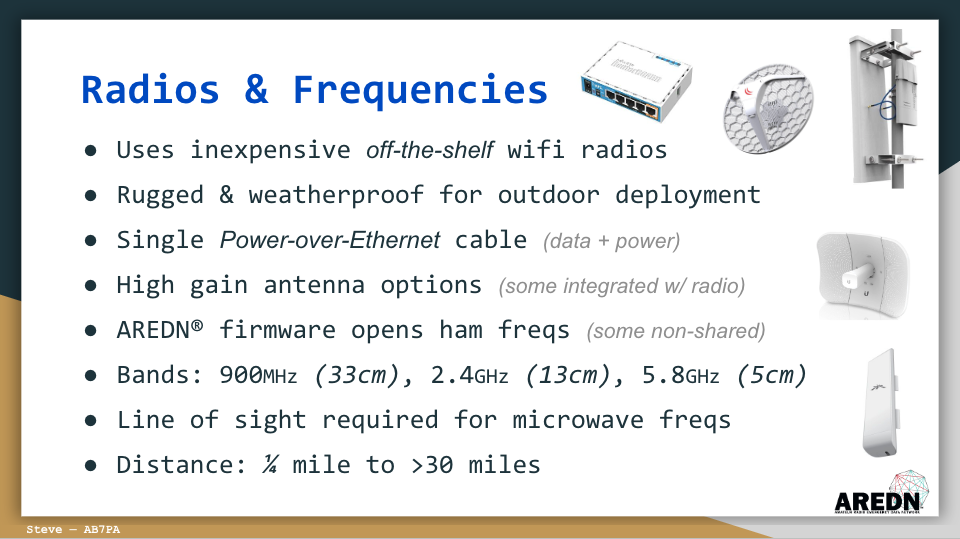 Radios & Frequencies
● Uses inexpensive off-the-shelf wifi radios
● Rugged & weatherproof for outdoor deployment
● Single Power-over-Ethernet cable (data + power)
● High gain antenna options (some integrated w/ radio)
● AREDN® firmware opens ham freqs (some non-shared)
● Bands: 900MHz (33cm), 2.4GHz (13cm), 5.8GHz (5cm)
● Line of sight required for microwave freqs
● Distance: ¼ mile to >30 miles
AREDN
AMATEUR RADIO EMERGENCY DATA NETWORK
Steve — AB7PA